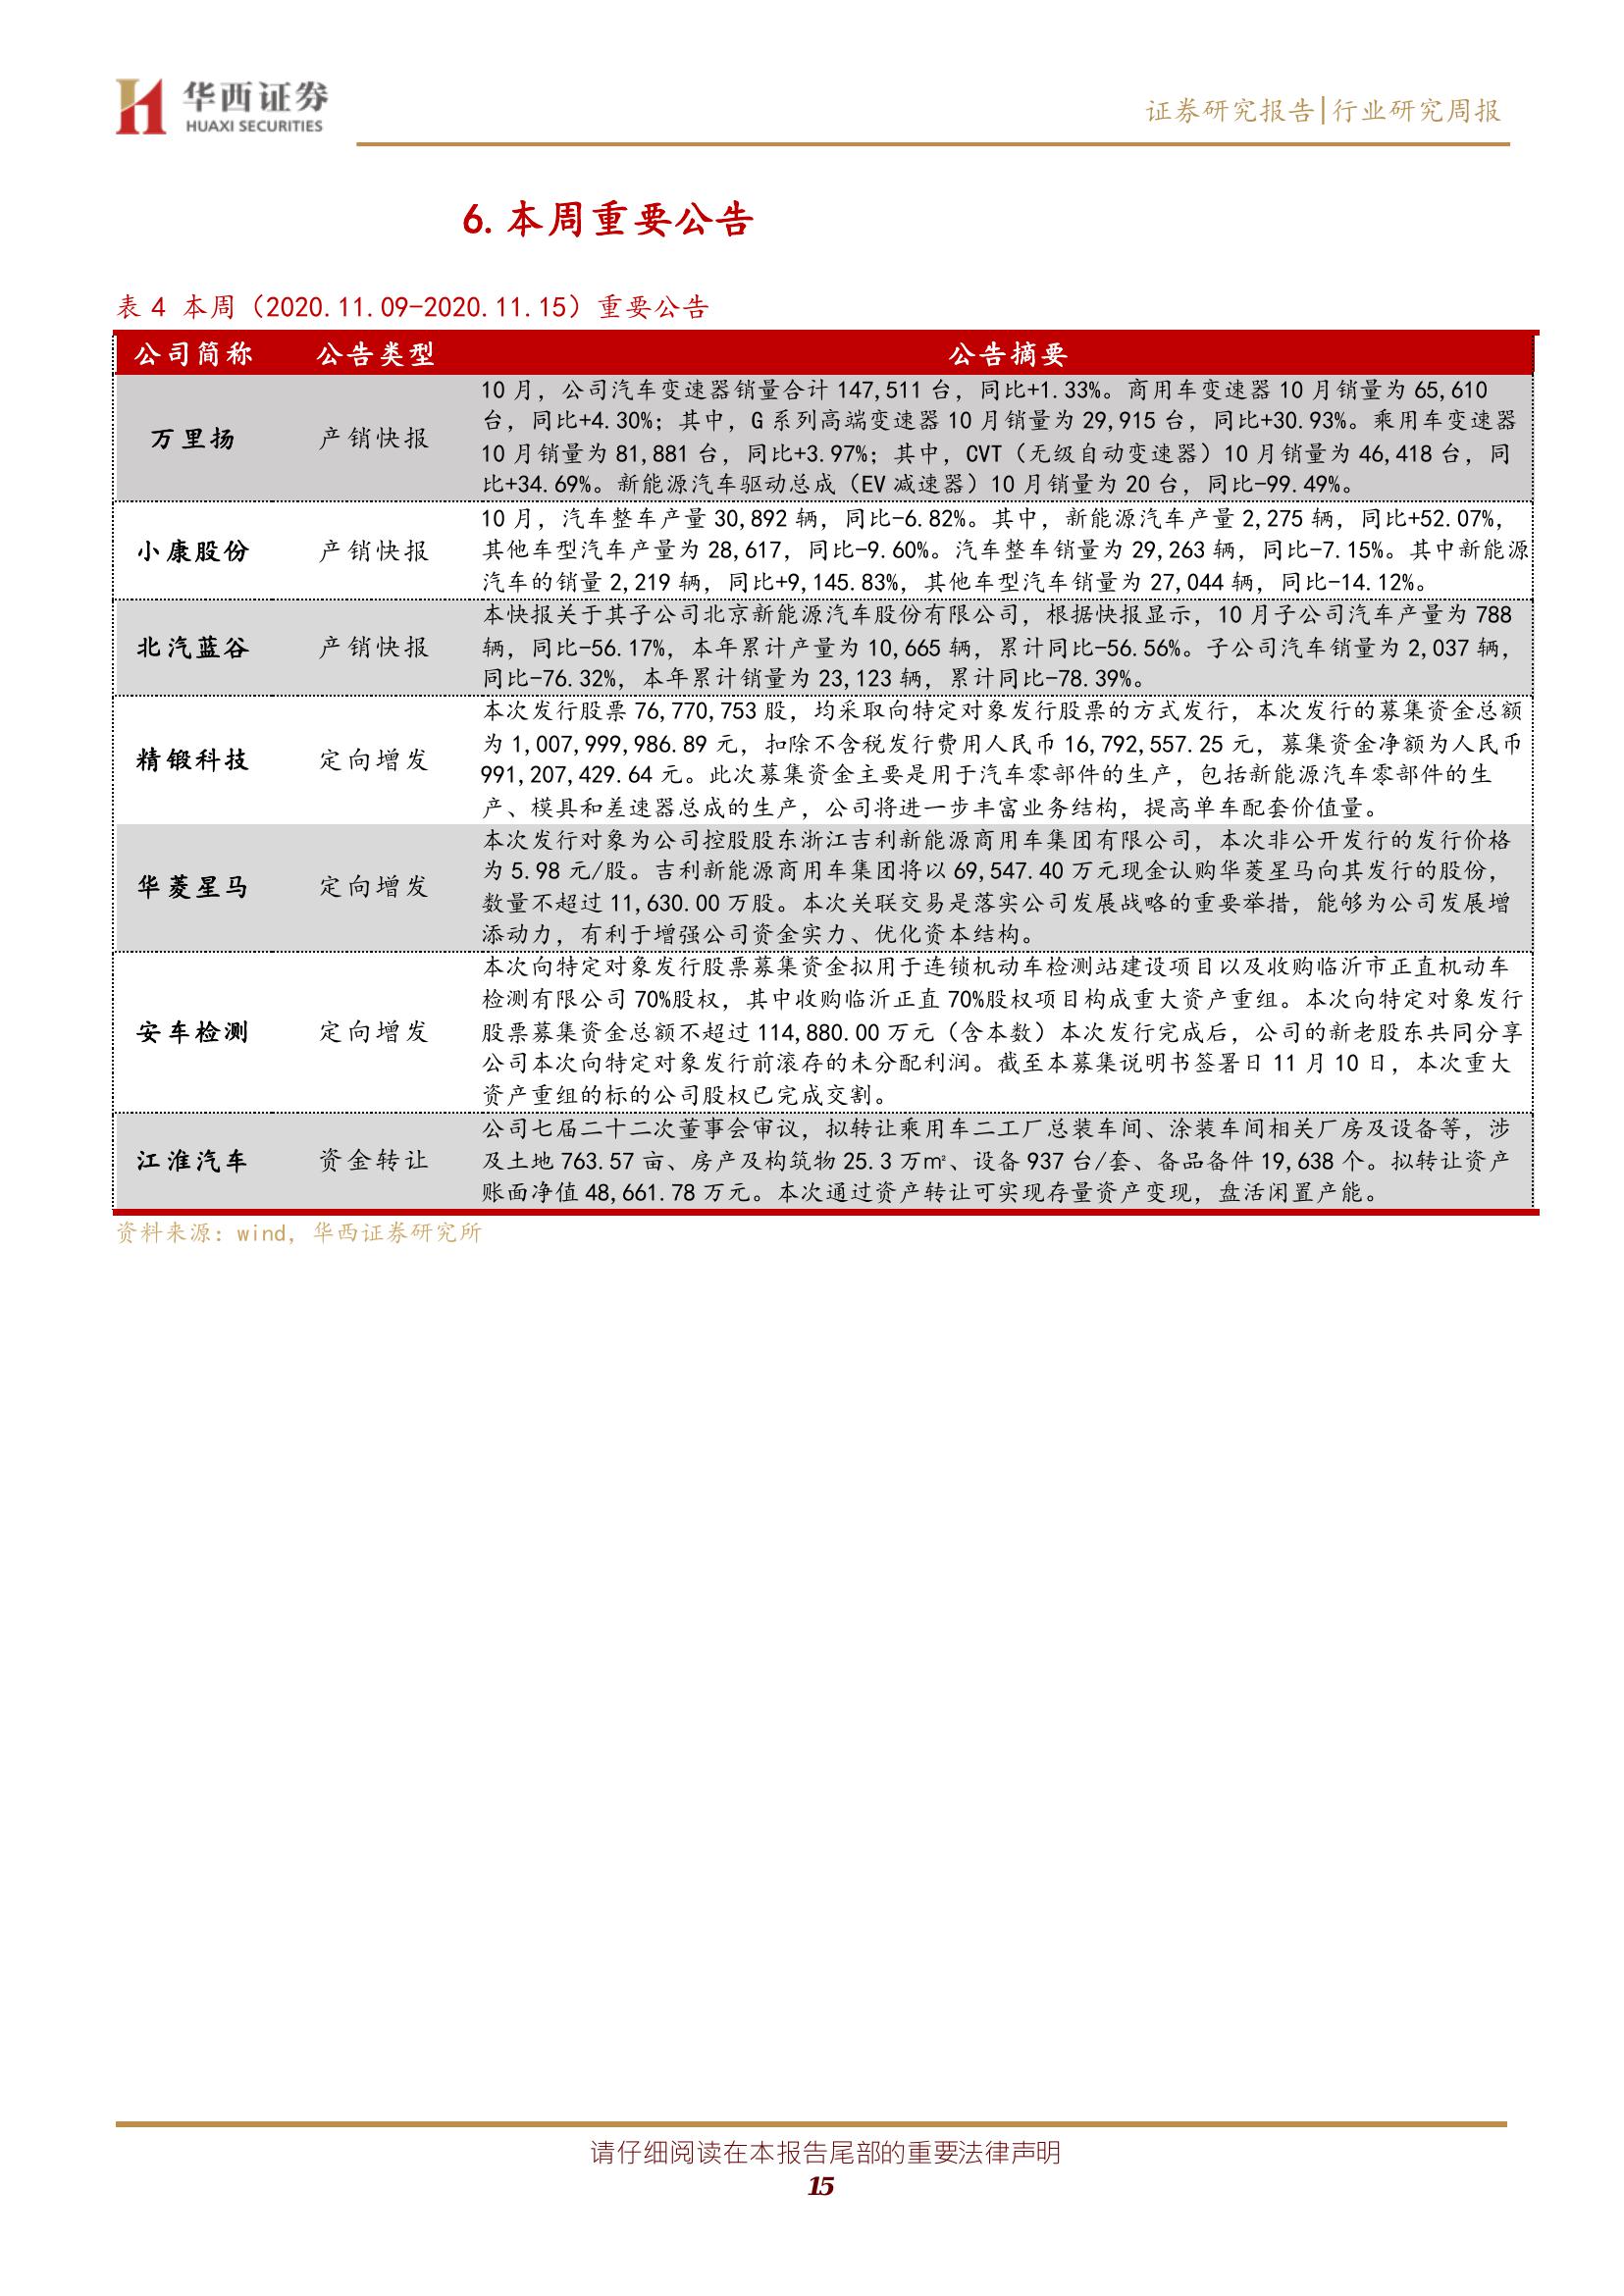 华西证券
HUAXI SECURITIES
证券研究报告|行业研究周报
6.本周重要公告
表 4 本周（2020.11.09-2020.11.15）重要公告
公司简称 公告类型 公告摘要
万里扬 产销快报
10 月，公司汽车变速器销量合计 147,511 台，同比+1.33%。商用车变速器 10 月销量为 65,610
台，同比+4.30%；其中，G 系列高端变速器 10 月销量为 29,915 台，同比+30.93%。乘用车变速器
10 月销量为 81,881 台，同比+3.97%；其中，CVT（无级自动变速器）10 月销量为 46,418 台，同
比+34.69%。新能源汽车驱动总成（EV 减速器）10 月销量为 20 台，同比-99.49%。
小康股份 产销快报
10 月，汽车整车产量 30,892 辆，同比-6.82%。其中，新能源汽车产量 2,275 辆，同比+52.07%，
其他车型汽车产量为 28,617，同比-9.60%。汽车整车销量为 29,263 辆，同比-7.15%。其中新能源
汽车的销量 2,219 辆，同比+9,145.83%，其他车型汽车销量为 27,044 辆，同比-14.12%。
北汽蓝谷 产销快报
本快报关于其子公司北京新能源汽车股份有限公司，根据快报显示，10 月子公司汽车产量为 788
辆，同比-56.17%，本年累计产量为 10,665 辆，累计同比-56.56%。子公司汽车销量为 2,037 辆，
同比-76.32%，本年累计销量为 23,123 辆，累计同比-78.39%。
精锻科技 定向增发
本次发行股票 76,770,753 股，均采取向特定对象发行股票的方式发行，本次发行的募集资金总额
为 1,007,999,986.89 元，扣除不含税发行费用人民币 16,792,557.25 元，募集资金净额为人民币
991,207,429.64 元。此次募集资金主要是用于汽车零部件的生产，包括新能源汽车零部件的生
产、模具和差速器总成的生产，公司将进一步丰富业务结构，提高单车配套价值量。
华菱星马 定向增发
本次发行对象为公司控股股东浙江吉利新能源商用车集团有限公司，本次非公开发行的发行价格
为 5.98 元/股。吉利新能源商用车集团将以 69,547.40 万元现金认购华菱星马向其发行的股份，
数量不超过 11,630.00 万股。本次关联交易是落实公司发展战略的重要举措，能够为公司发展增
添动力，有利于增强公司资金实力、优化资本结构。
安车检测 定向增发
本次向特定对象发行股票募集资金拟用于连锁机动车检测站建设项目以及收购临沂市正直机动车
检测有限公司 70%股权，其中收购临沂正直 70%股权项目构成重大资产重组。本次向特定对象发行
股票募集资金总额不超过 114,880.00 万元（含本数）本次发行完成后，公司的新老股东共同分享
公司本次向特定对象发行前滚存的未分配利润。截至本募集说明书签署日 11 月 10 日，本次重大
资产重组的标的公司股权已完成交割。
江淮汽车 资金转让
公司七届二十二次董事会审议，拟转让乘用车二工厂总装车间、涂装车间相关厂房及设备等，涉
及土地 763.57 亩、房产及构筑物 25.3 万㎡、设备 937 台/套、备品备件 19,638 个。拟转让资产
账面净值 48,661.78 万元。本次通过资产转让可实现存量资产变现，盘活闲置产能。
资料来源：wind，华西证券研究所
请仔细阅读在本报告尾部的重要法律声明
15